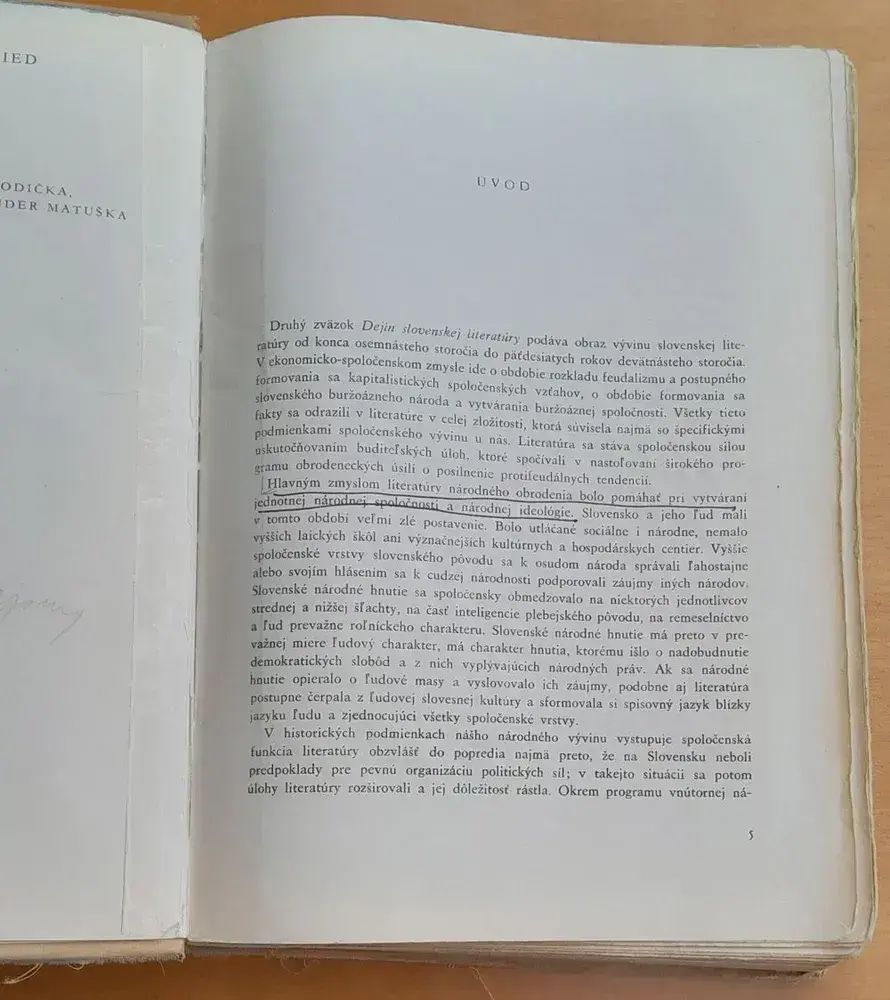 IED
ODIČKA,
NDER MATUŠKA
ÚVOD
Druhý zväzok Dejín slovenskej literatúry podáva obraz vývinu slovenskej lite-
ratúry od konca osemnásteho storočia do päťdesiatych rokov devätnásteho storočia.
V ekonomicko-spoločenskom zmysle ide o obdobie rozkladu feudalizmu a postupného
formovania sa kapitalistických spoločenských vzťahov, o obdobie formovania sa
slovenského buržoázneho národa a vytvárania buržoáznej spoločnosti. Všetky tieto
fakty sa odrazili v literatúre v celej zložitosti, ktorá súvisela najmä so špecifickými
podmienkami spoločenského vývinu u nás. Literatúra sa stáva spoločenskou silou
uskutočňovaním buditeľských úloh, ktoré spočívali v nastoľovaní širokého pro-
gramu obrodeneckých úsilí o posilnenie protifeudálnych tendencií.
Hlavným zmyslom literatúry národného obrodenia bolo pomáhať pri vytváraní
jednotnej národnej spoločnosti a národnej ideológie. Slovensko a jeho ľud mali
v tomto období veľmi zlé postavenie. Bolo utláčané sociálne i národne, nemalo
vyšších laických škôl ani význačnejších kultúrnych a hospodárskych centier. Vyššie
spoločenské vrstvy slovenského pôvodu sa k osudom národa správali ľahostajne
alebo svojím hlásením sa k cudzej národnosti podporovali záujmy iných národov.
Slovenské národné hnutie sa spoločensky obmedzovalo na niektorých jednotlivcov
strednej a nižšej šľachty, na časť inteligencie plebejského pôvodu, na remeselníctvo
a ľud prevažne roľníckeho charakteru. Slovenské národné hnutie má preto v pre-
važnej miere ľudový charakter, má charakter hnutia, ktorému išlo o nadobudnutie
demokratických slobôd a z nich vyplývajúcich národných práv. Ak sa národné
hnutie opieralo o ľudové masy a vyslovovalo ich záujmy, podobne aj literatúra
postupne čerpala z ľudovej slovesnej kultúry a sformovala si spisovný jazyk blízky
jazyku ľudu a zjednocujúci všetky spoločenské vrstvy.
V historických podmienkach nášho národného vývinu vystupuje spoločenská
funkcia literatúry obzvlášť do popredia najmä preto, že na Slovensku neboli
predpoklady pre pevnú organizáciu politických síl; v takejto situácii sa potom
úlohy literatúry rozširovali a jej dôležitosť rástla. Okrem programu vnútornej ná-
5